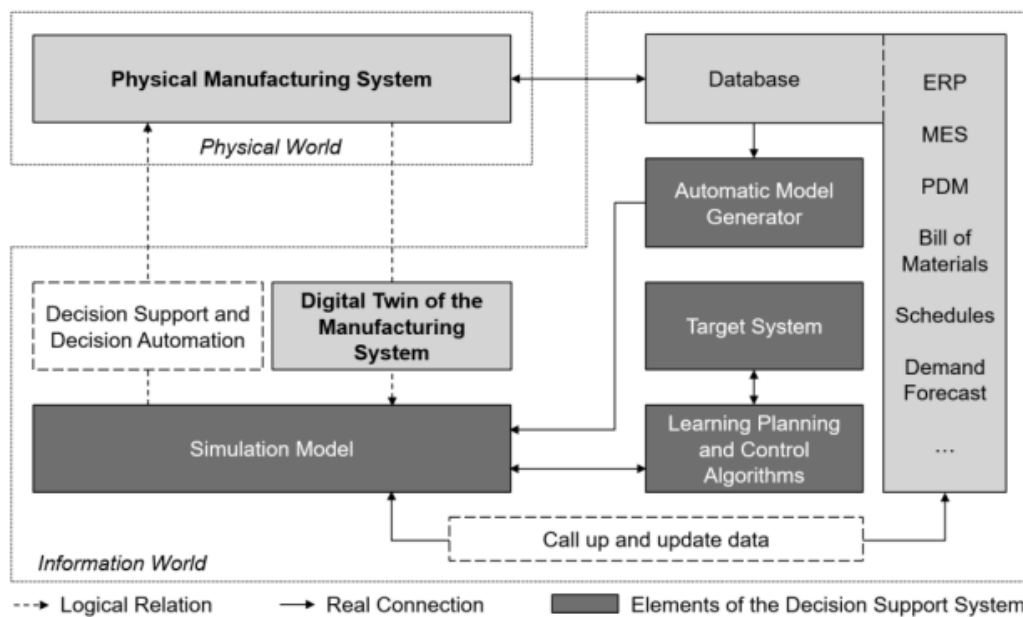 Physical Manufacturing System
Physical World
Database
ERP
MES
PDM
Bill of
Materials
Schedules
Demand
Forecast
...
Automatic Model
Generator
Decision Support and
Decision Automation
Digital Twin of the
Manufacturing
System
Target System
Simulation Model
Learning Planning
and Control
Algorithms
Call up and update data
Information World
Logical Relation
Real Connection
Elements of the Decision Support System